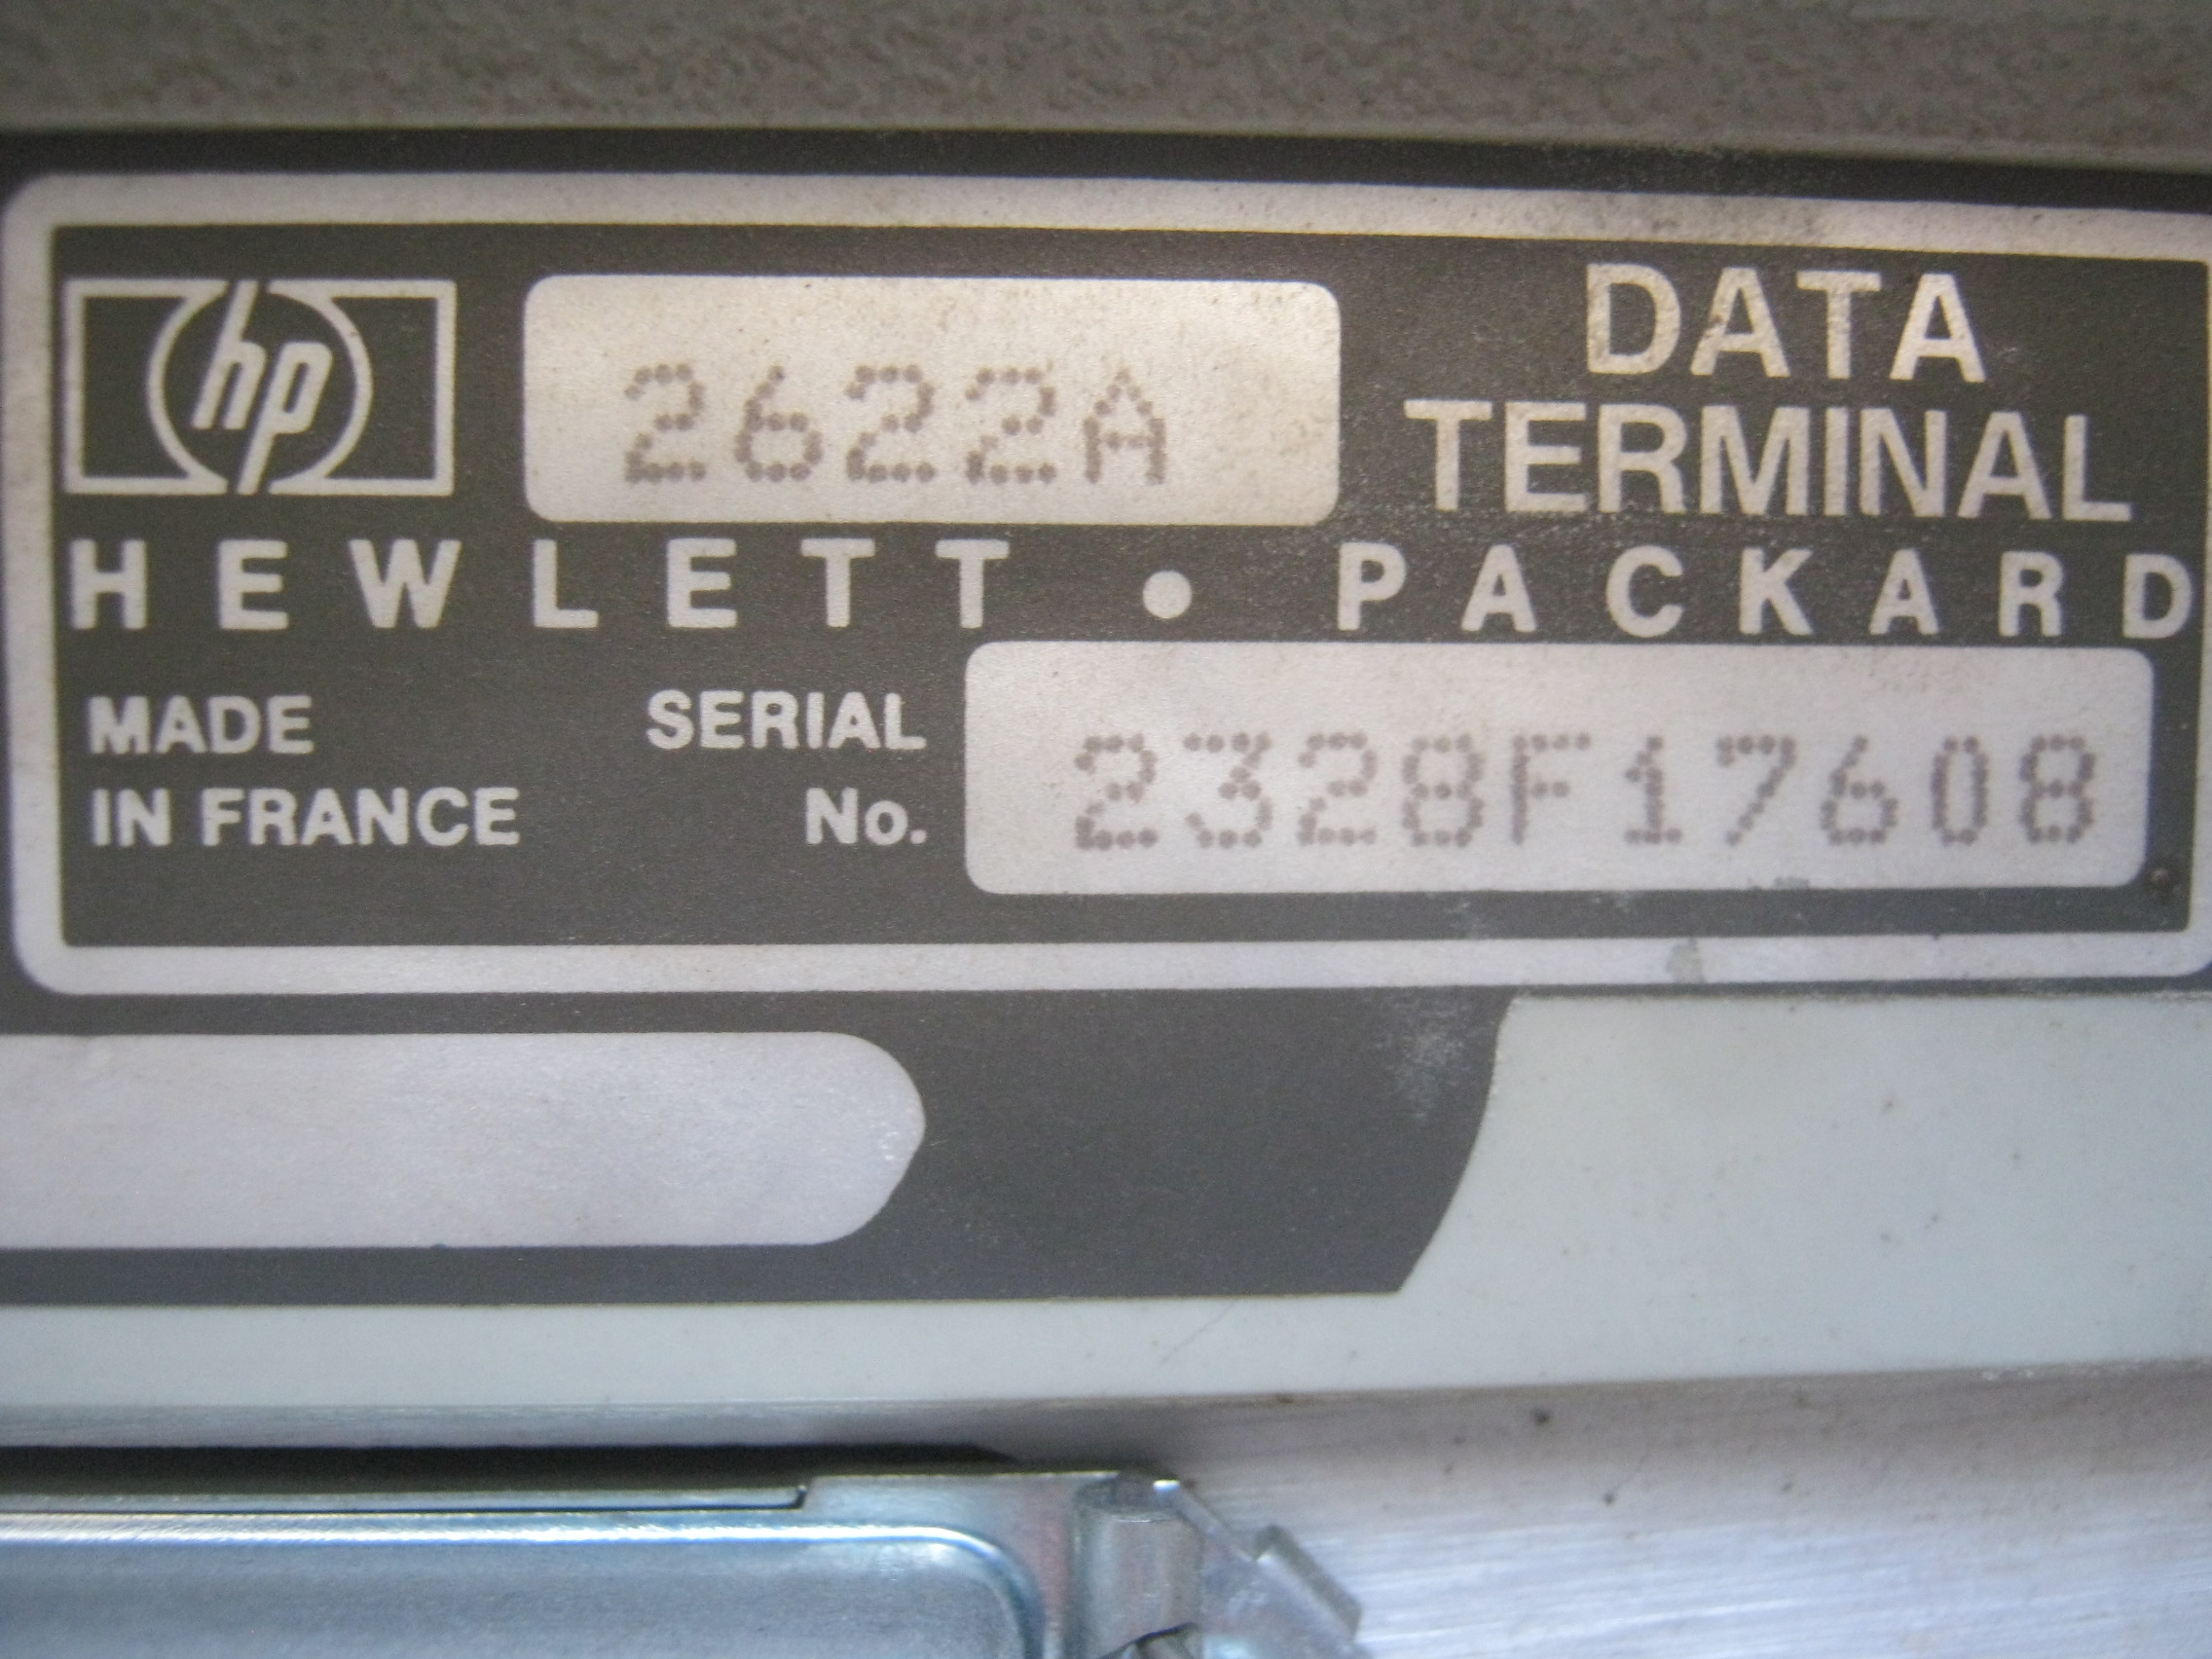 hp 2622A DATA
TERMINAL
HEWLETT • PACKARD
MADE
IN FRANCE
SERIAL
No. 2328F17608